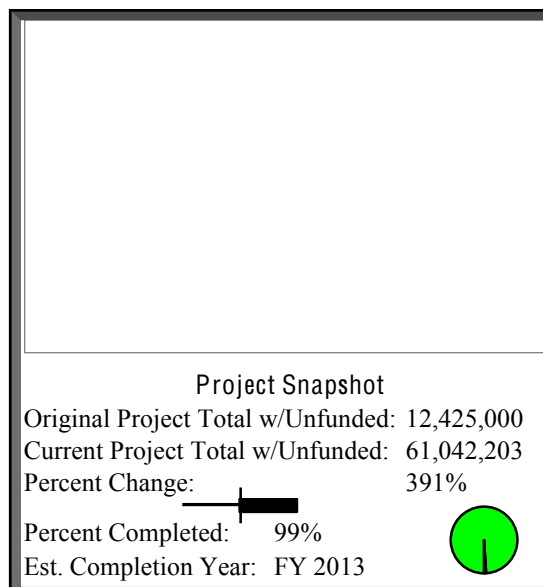 Project Snapshot
Original Project Total w/Unfunded: 12,425,000
Current Project Total w/Unfunded: 61,042,203
Percent Change: 391%
Percent Completed: 99%
Est. Completion Year: FY 2013